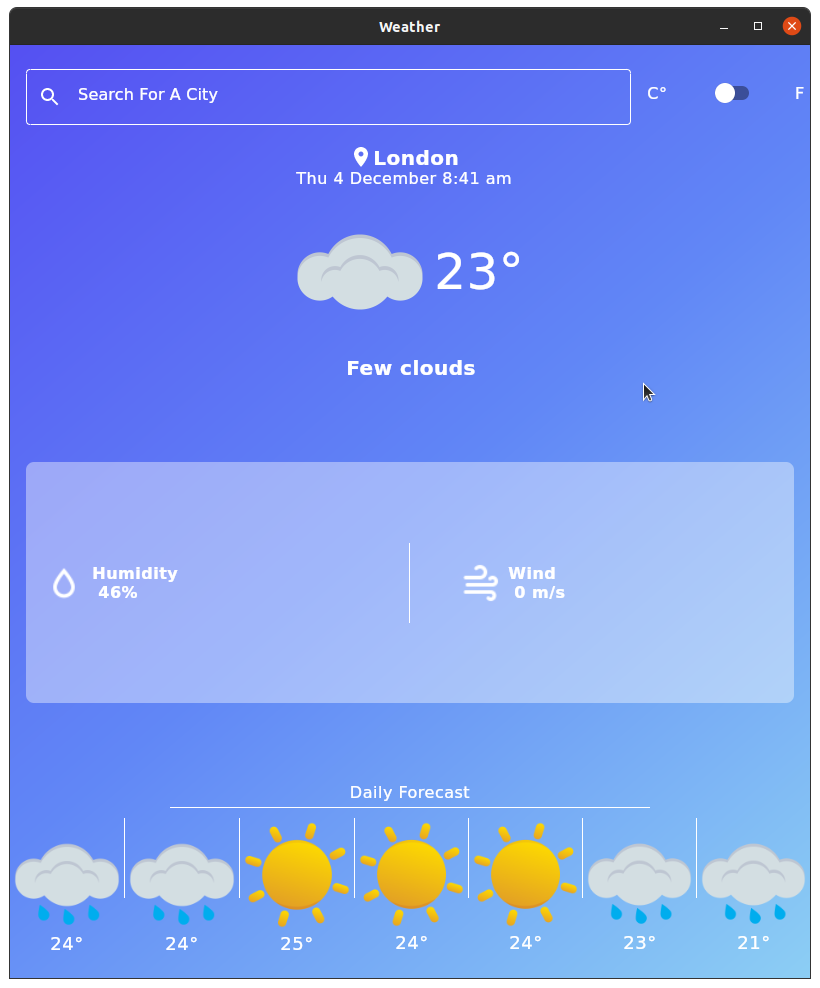 Weather
Search For A City
C° F
London
Thu 4 December 8:41 am
23°
Few clouds
Humidity
46%
Wind
0 m/s
Daily Forecast
24° 24° 25° 24° 24° 23° 21°